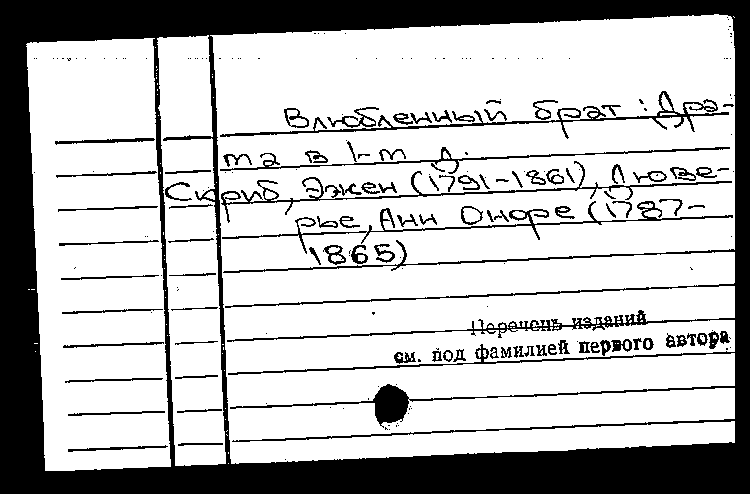 Влюбленный брат : Дра-
ма в 1-м д.
Скриб, Эжен (1791-1861), Люве-
рье, Анн Оноре (1787-
1865)
Перечень изданий
см. под фамилией первого автора